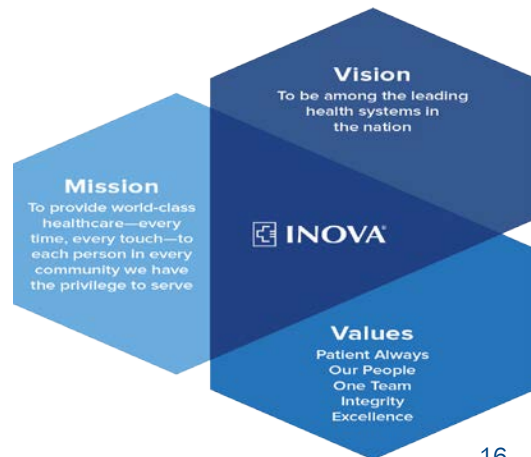 Vision
To be among the leading
health systems in
the nation
Mission
To provide world-class
healthcare—every
time, every touch—to
each person in every
community we have
the privilege to serve
INOVA
Values
Patient Always
Our People
One Team
Integrity
Excellence
16